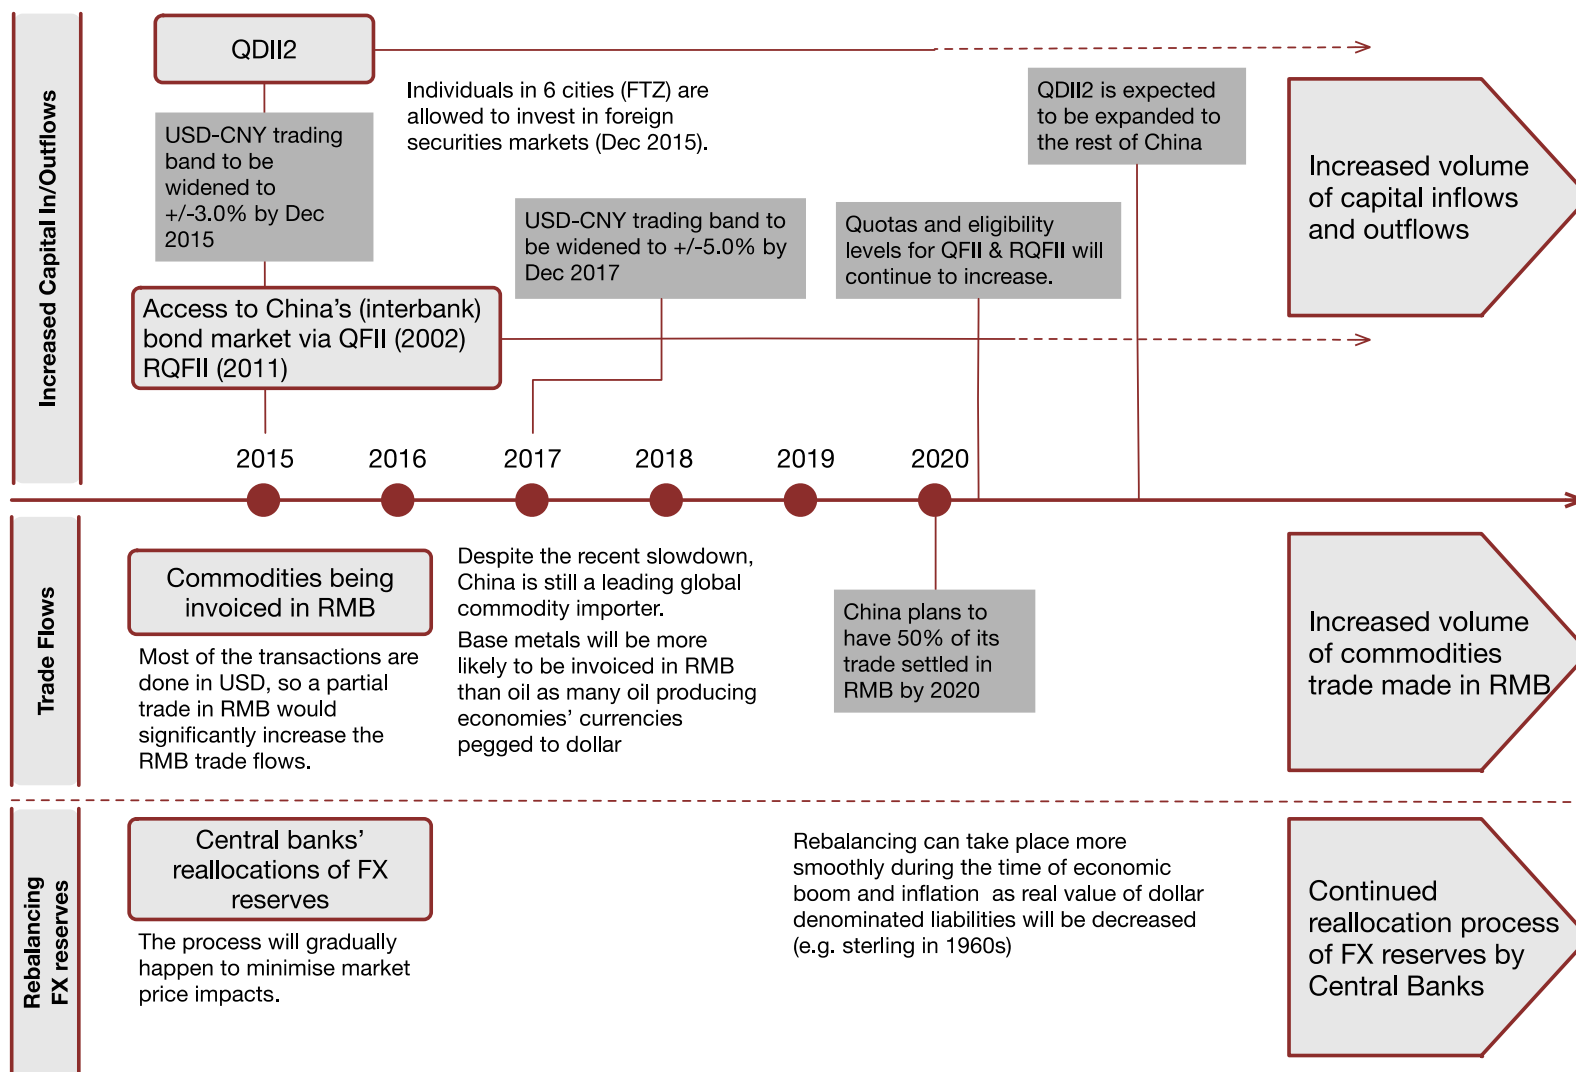 Increased Capital In/Outflows
QDII2
Individuals in 6 cities (FTZ) are
allowed to invest in foreign
securities markets (Dec 2015).
USD-CNY trading
band to be
widened to
+/-3.0% by Dec
2015
QDII2 is expected
to be expanded to
the rest of China
USD-CNY trading band to
be widened to +/-5.0% by
Dec 2017
Quotas and eligibility
levels for QFII & RQFII will
continue to increase.
Increased volume
of capital inflows
and outflows
Access to China’s (interbank)
bond market via QFII (2002)
RQFII (2011)
2015
2016
2017
2018
2019
2020
Trade Flows
Commodities being
invoiced in RMB
Most of the transactions are
done in USD, so a partial
trade in RMB would
significantly increase the
RMB trade flows.
Despite the recent slowdown,
China is still a leading global
commodity importer.
Base metals will be more
likely to be invoiced in RMB
than oil as many oil producing
economies’ currencies
pegged to dollar
China plans to
have 50% of its
trade settled in
RMB by 2020
Increased volume
of commodities
trade made in RMB
Rebalancing
FX reserves
Central banks’
reallocations of FX
reserves
The process will gradually
happen to minimise market
price impacts.
Rebalancing can take place more
smoothly during the time of economic
boom and inflation  as real value of dollar
denominated liabilities will be decreased
(e.g. sterling in 1960s)
Continued
reallocation process
of FX reserves by
Central Banks